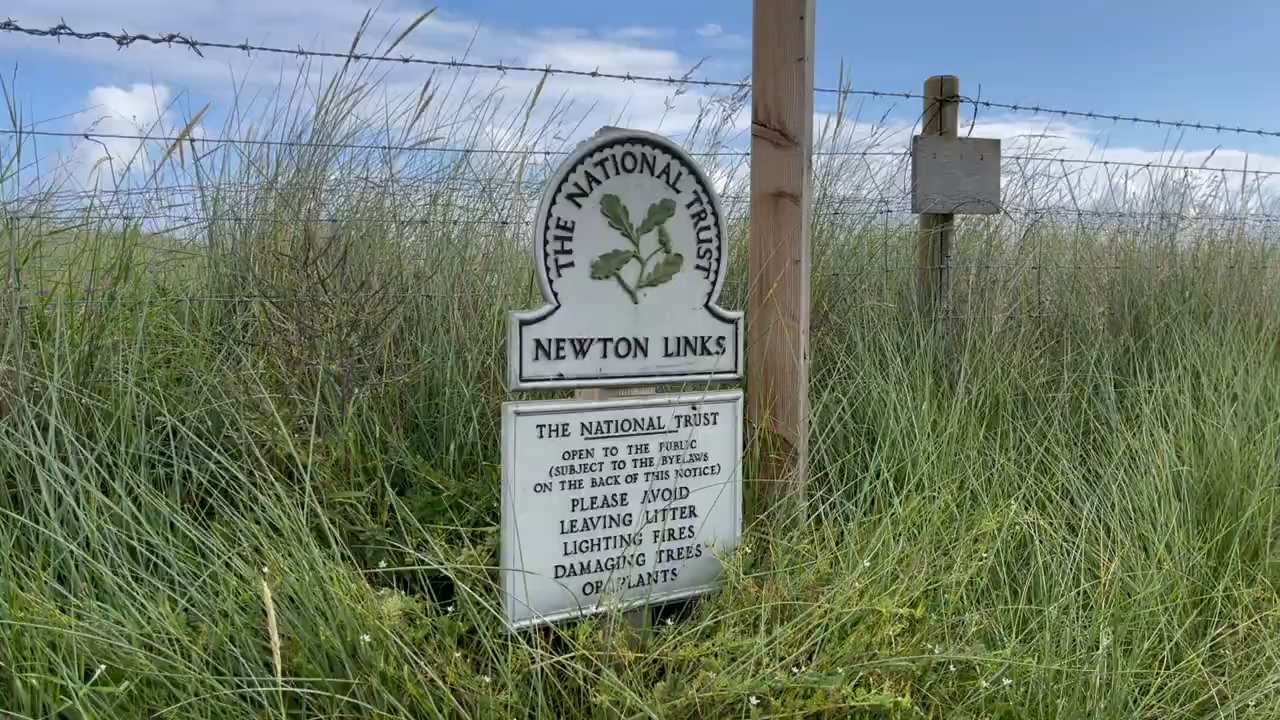 THE NATIONAL TRUST
NEWTON LINKS
THE NATIONAL TRUST
OPEN TO THE PUBLIC
(SUBJECT TO THE BYELAWS
ON THE BACK OF THIS NOTICE)
PLEASE AVOID
LEAVING LITTER
LIGHTING FIRES
DAMAGING TREES
OR PLANTS